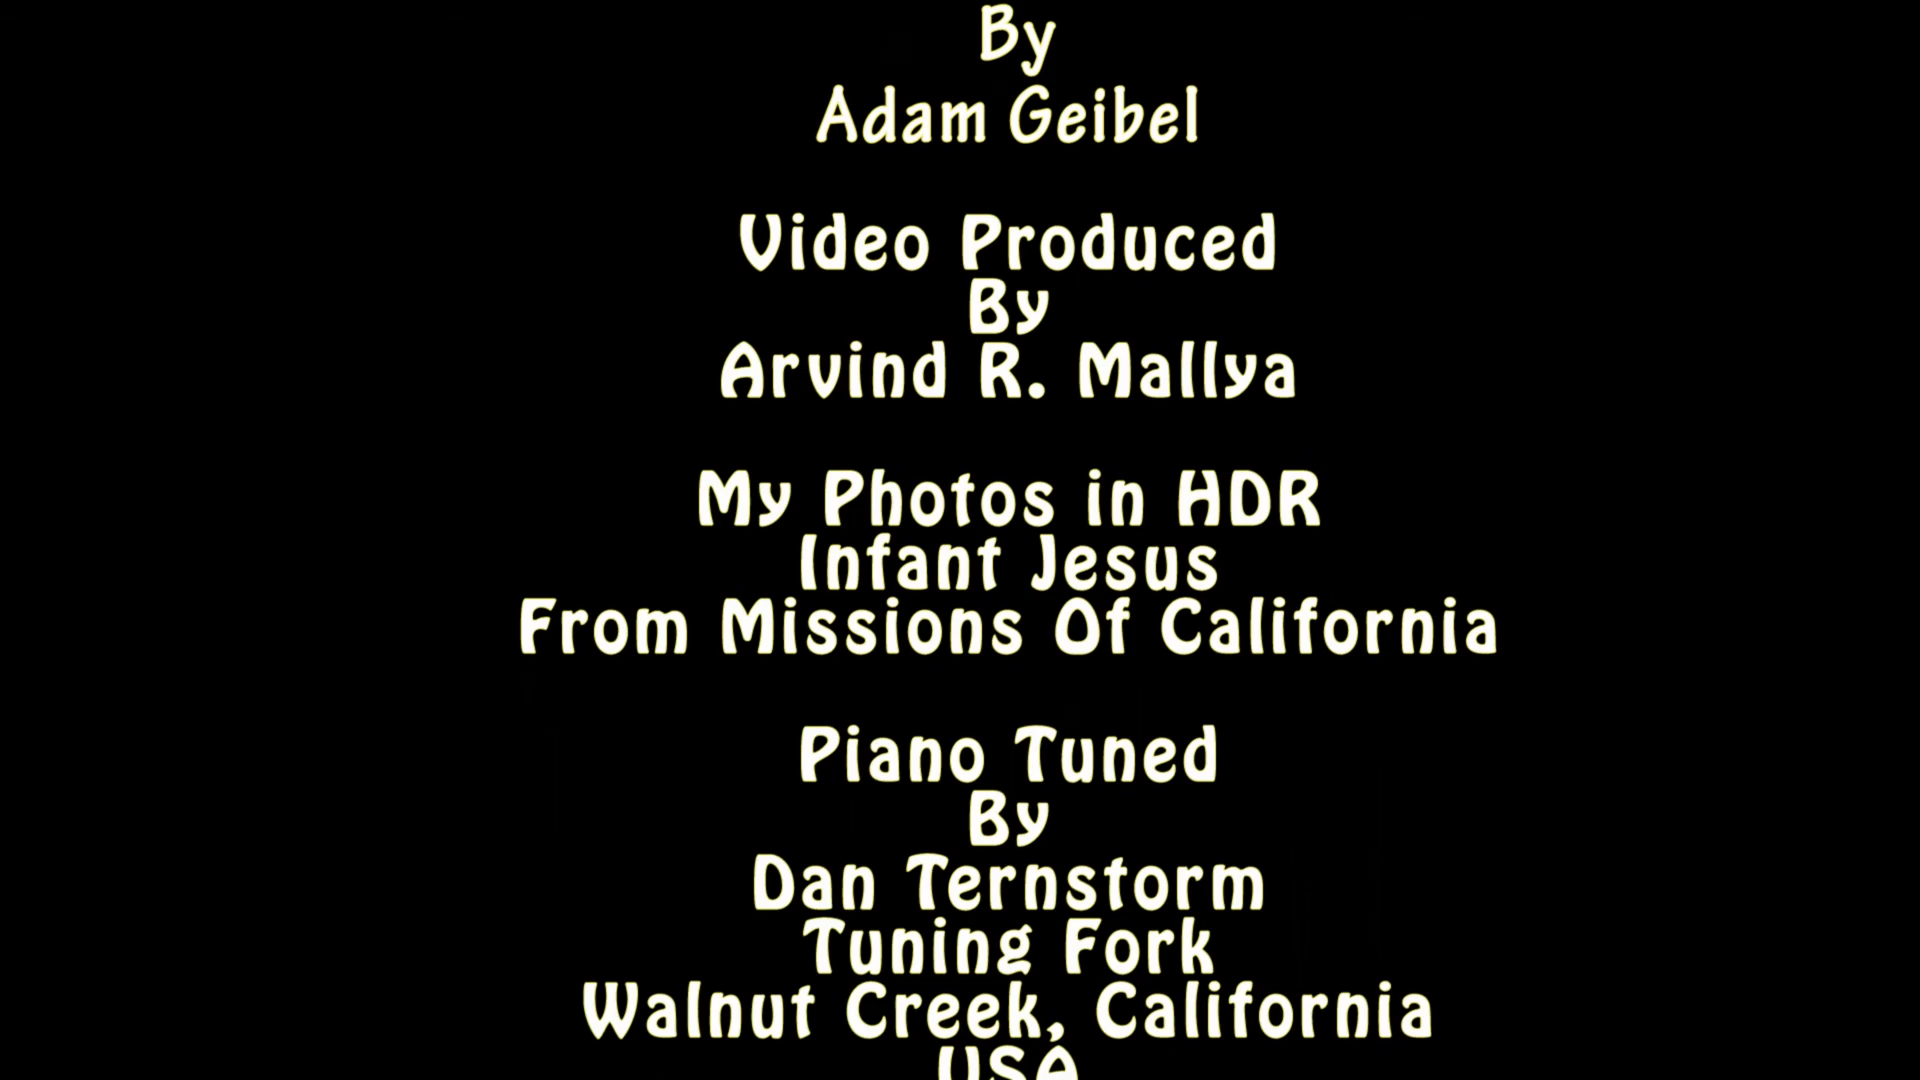 By
Adam Geibel
Video Produced
By
Arvind R. Mallya
My Photos in HDR
Infant Jesus
From Missions Of California
Piano Tuned
By
Dan Ternstorm
Tuning Fork
Walnut Creek, California
USA